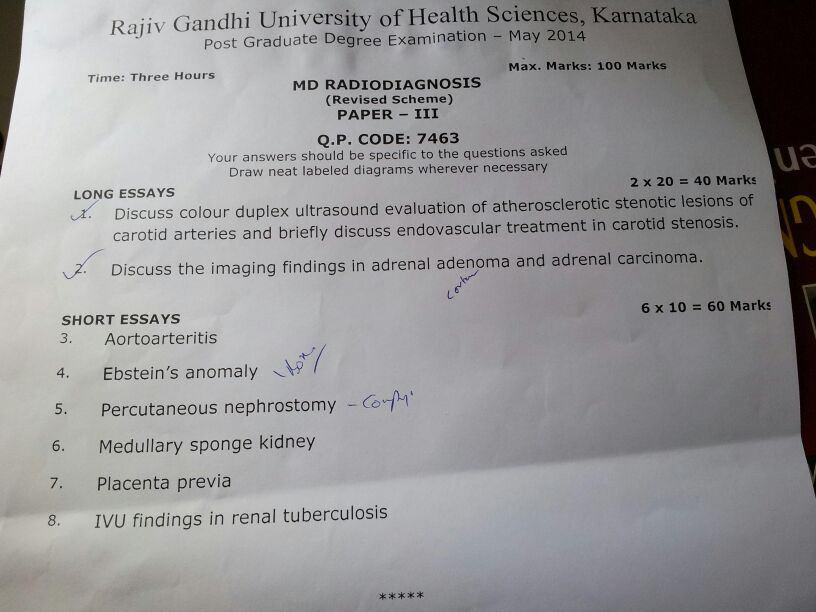 Rajiv Gandhi University of Health Sciences, Karnataka
Post Graduate Degree Examination – May 2014
Time: Three Hours
Max. Marks: 100 Marks
MD RADIODIAGNOSIS
(Revised Scheme)
PAPER – III
Q.P. CODE: 7463
Your answers should be specific to the questions asked
Draw neat labeled diagrams wherever necessary
LONG ESSAYS
2 x 20 = 40 Marks
1. Discuss colour duplex ultrasound evaluation of atherosclerotic stenotic lesions of
carotid arteries and briefly discuss endovascular treatment in carotid stenosis.
2. Discuss the imaging findings in adrenal adenoma and adrenal carcinoma.
SHORT ESSAYS
6 x 10 = 60 Marks
3. Aortoarteritis
4. Ebstein's anomaly
5. Percutaneous nephrostomy
6. Medullary sponge kidney
7. Placenta previa
8. IVU findings in renal tuberculosis
*****